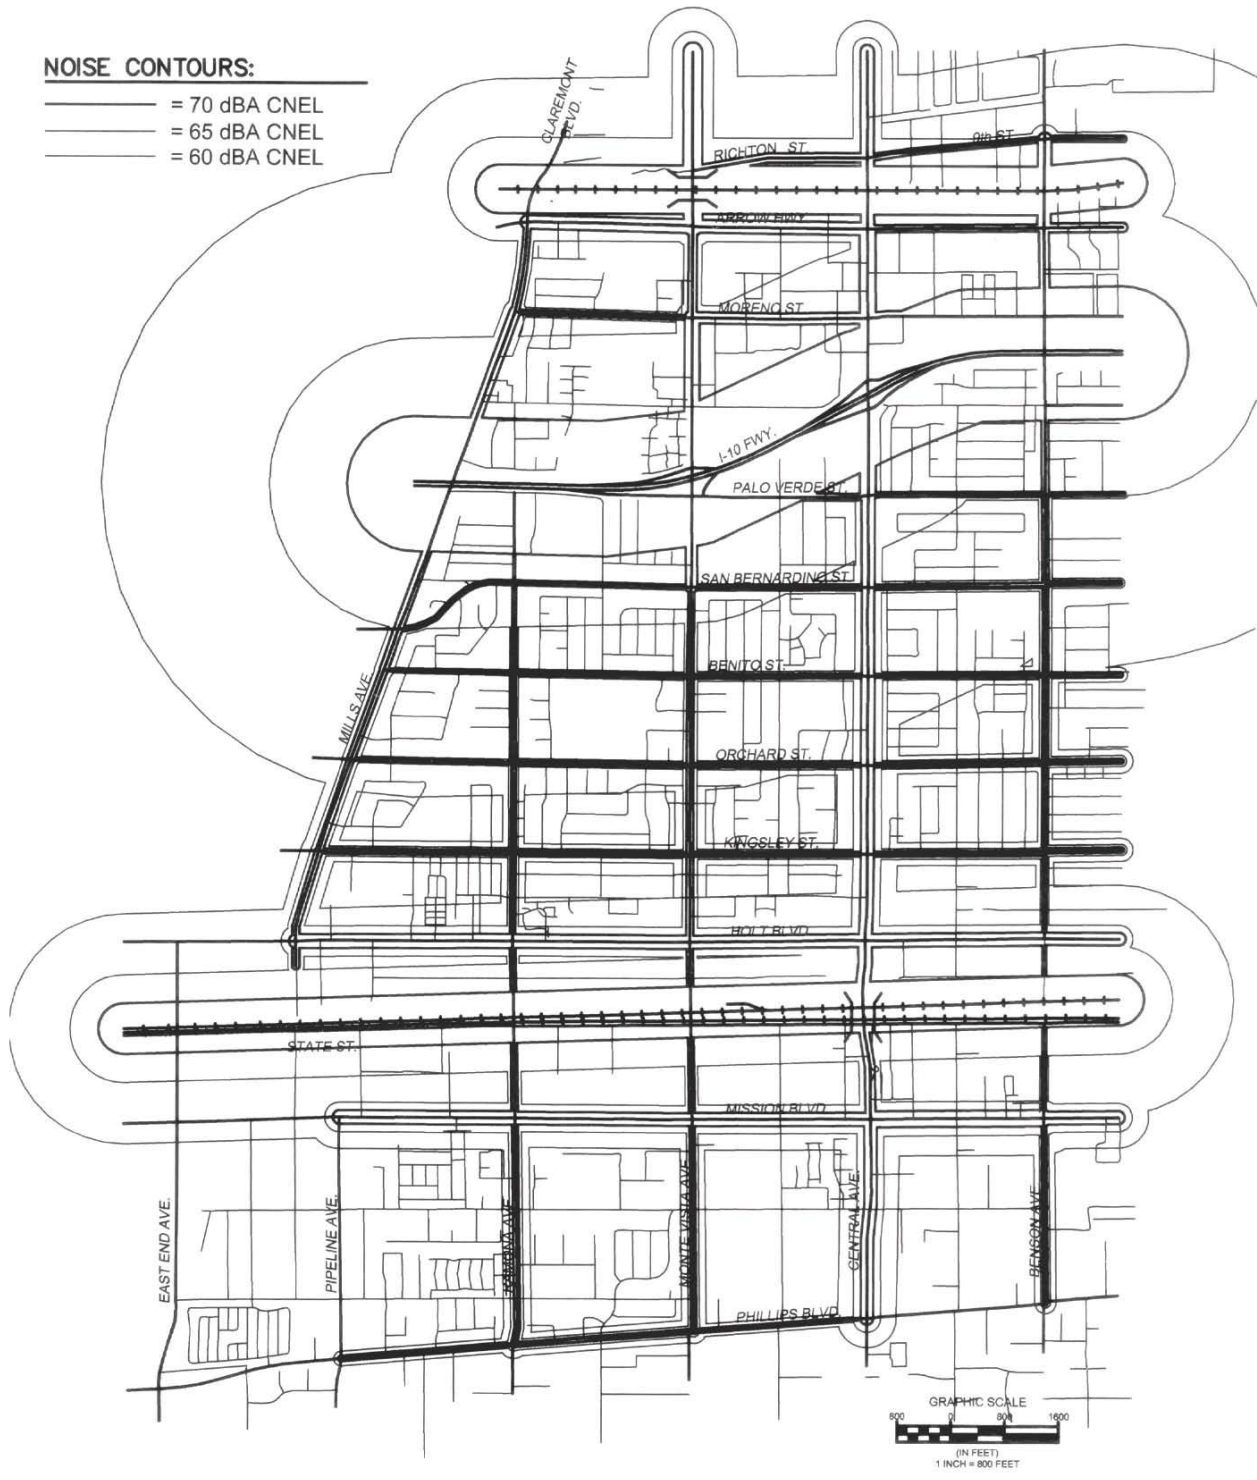 NOISE CONTOURS:
= 70 dBA CNEL
= 65 dBA CNEL
= 60 dBA CNEL
CLAREMONT
BLVD.
RICHTON ST.
9th ST
ARROW HWY
MORENO ST.
I-10 FWY.
PALO VERDE ST.
SAN BERNARDINO ST
BENITO ST.
MILLS AVE.
ORCHARD ST.
KINGSLEY ST.
HOLT BLVD
STATE ST.
MISSION BLVD
EAST END AVE.
PIPELINE AVE.
RAMONA AVE
MONTE VISTA AVE
CENTRAL AVE.
BENSON AVE
PHILLIPS BLVD.
GRAPHIC SCALE
800 0 800 1600
(IN FEET)
1 INCH = 800 FEET